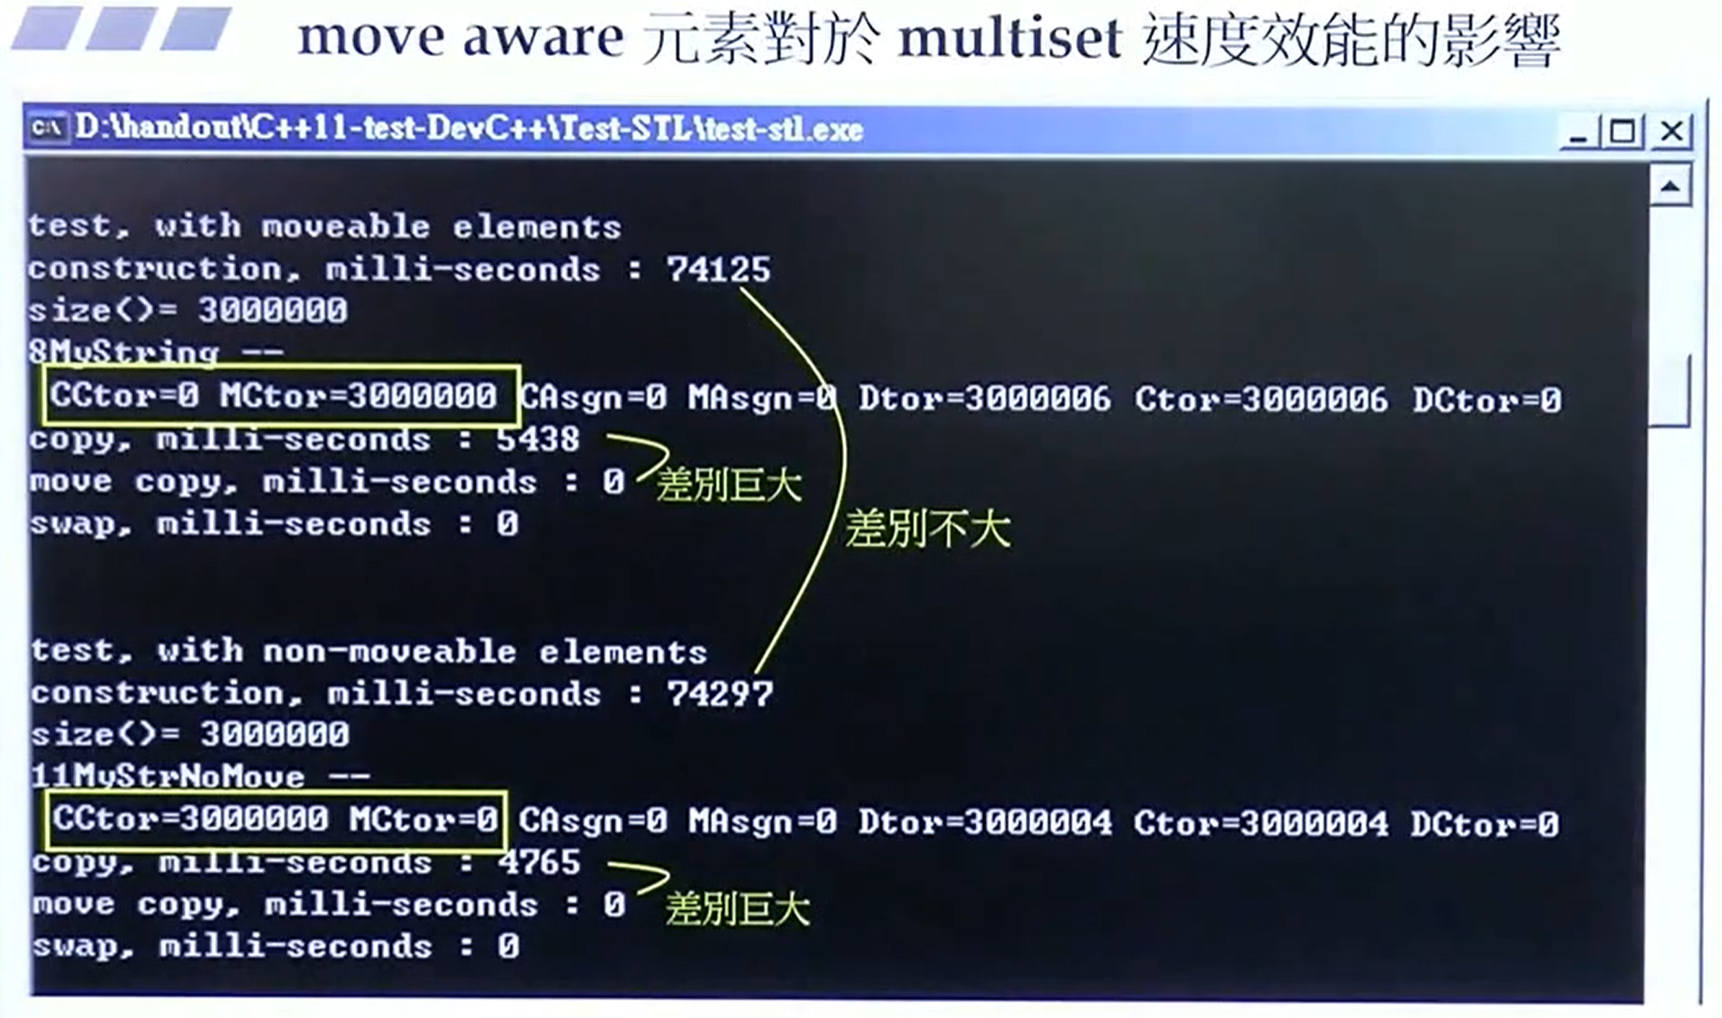 move aware 元素對於 multiset 速度效能的影響
D:\handout\C++11-test-DevC++\Test-STL\test-stl.exe
test, with moveable elements
construction, milli-seconds : 74125
size()= 3000000
8MyString --
CCtor=0 MCtor=3000000 CAsgn=0 MAsgn=0 Dtor=3000006 Ctor=3000006 DCtor=0
copy, milli-seconds : 5438
move copy, milli-seconds : 0 差別巨大
swap, milli-seconds : 0
差別不大
test, with non-moveable elements
construction, milli-seconds : 74297
size()= 3000000
11MyStrNoMove --
CCtor=3000000 MCtor=0 CAsgn=0 MAsgn=0 Dtor=3000004 Ctor=3000004 DCtor=0
copy, milli-seconds : 4765
move copy, milli-seconds : 0 差別巨大
swap, milli-seconds : 0